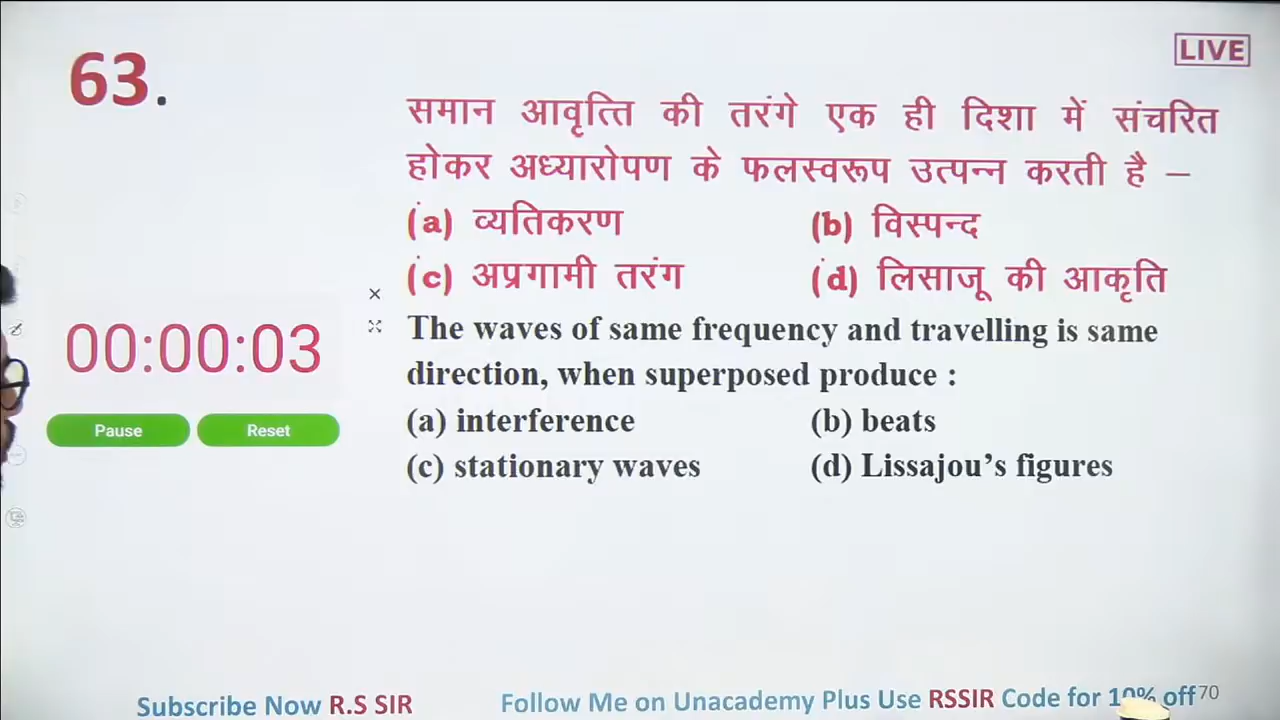 LIVE
63.
समान आवृत्ति की तरंगे एक ही दिशा में संचरित
होकर अध्यारोपण के फलस्वरूप उत्पन्न करती है –
(a) व्यतिकरण (b) विस्पन्द
(c) अप्रगामी तरंग (d) लिसाजू की आकृति
The waves of same frequency and travelling is same
direction, when superposed produce :
(a) interference (b) beats
(c) stationary waves (d) Lissajou’s figures
00:00:03
Pause Reset
Subscribe Now R.S SIR
Follow Me on Unacademy Plus Use RSSIR Code for 10% off
70